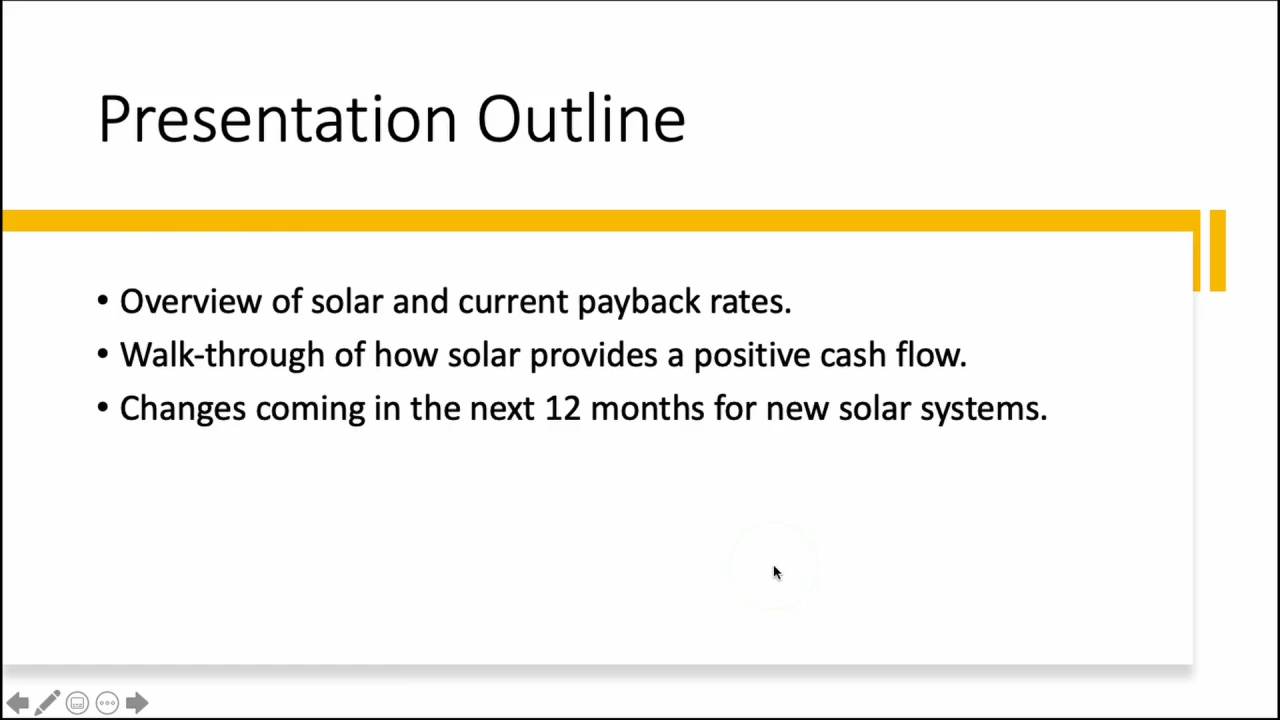 Presentation Outline
• Overview of solar and current payback rates.
• Walk-through of how solar provides a positive cash flow.
• Changes coming in the next 12 months for new solar systems.